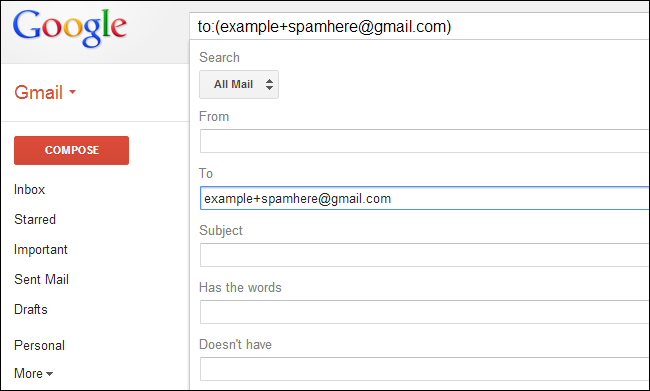 Google
to:(example+spamhere@gmail.com)
Gmail
COMPOSE
Inbox
Starred
Important
Sent Mail
Drafts
Personal
More
Search
All Mail
From
To
example+spamhere@gmail.com
Subject
Has the words
Doesn't have